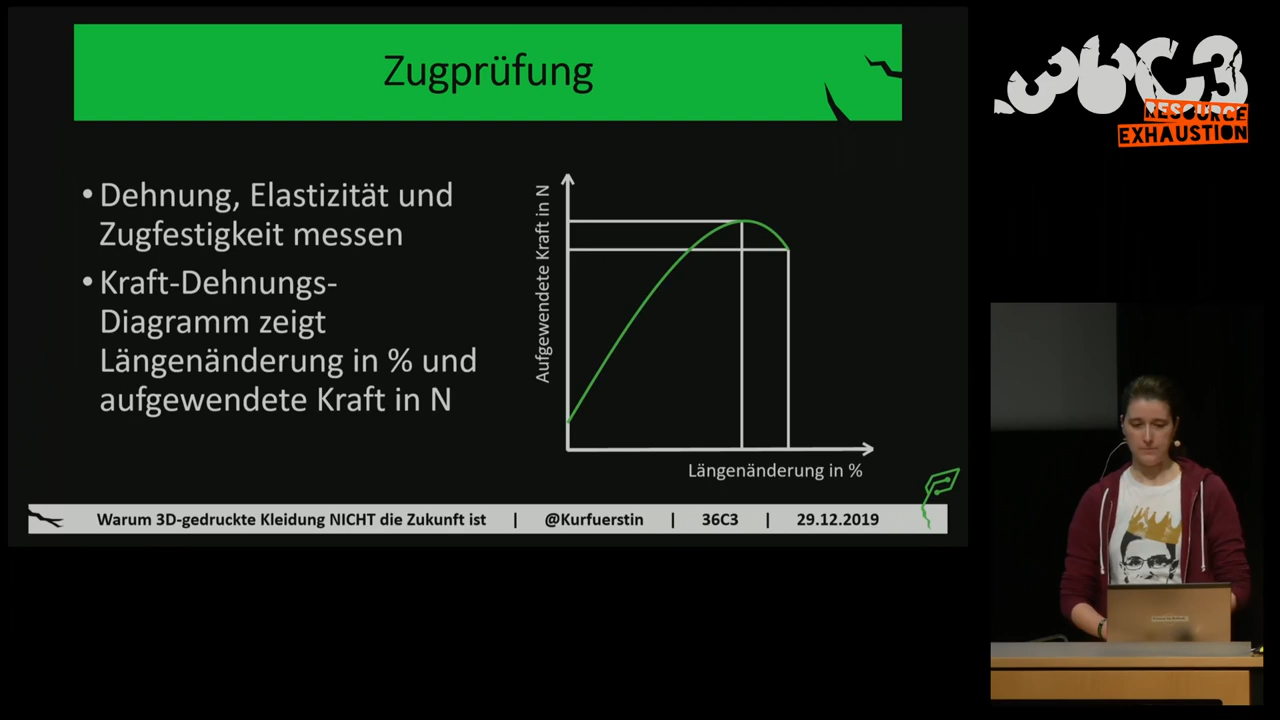 Zugprüfung
• Dehnung, Elastizität und
Zugfestigkeit messen
• Kraft-Dehnungs-
Diagramm zeigt
Längenänderung in % und
aufgewendete Kraft in N
Aufgewendete Kraft in N
Längenänderung in %
Warum 3D-gedruckte Kleidung NICHT die Zukunft ist | @Kurfuerstin | 36C3 | 29.12.2019
36C3
RESOURCE
EXHAUSTION